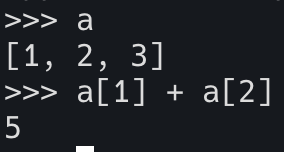 >>> a
[1, 2, 3]
>>> a[1] + a[2]
5